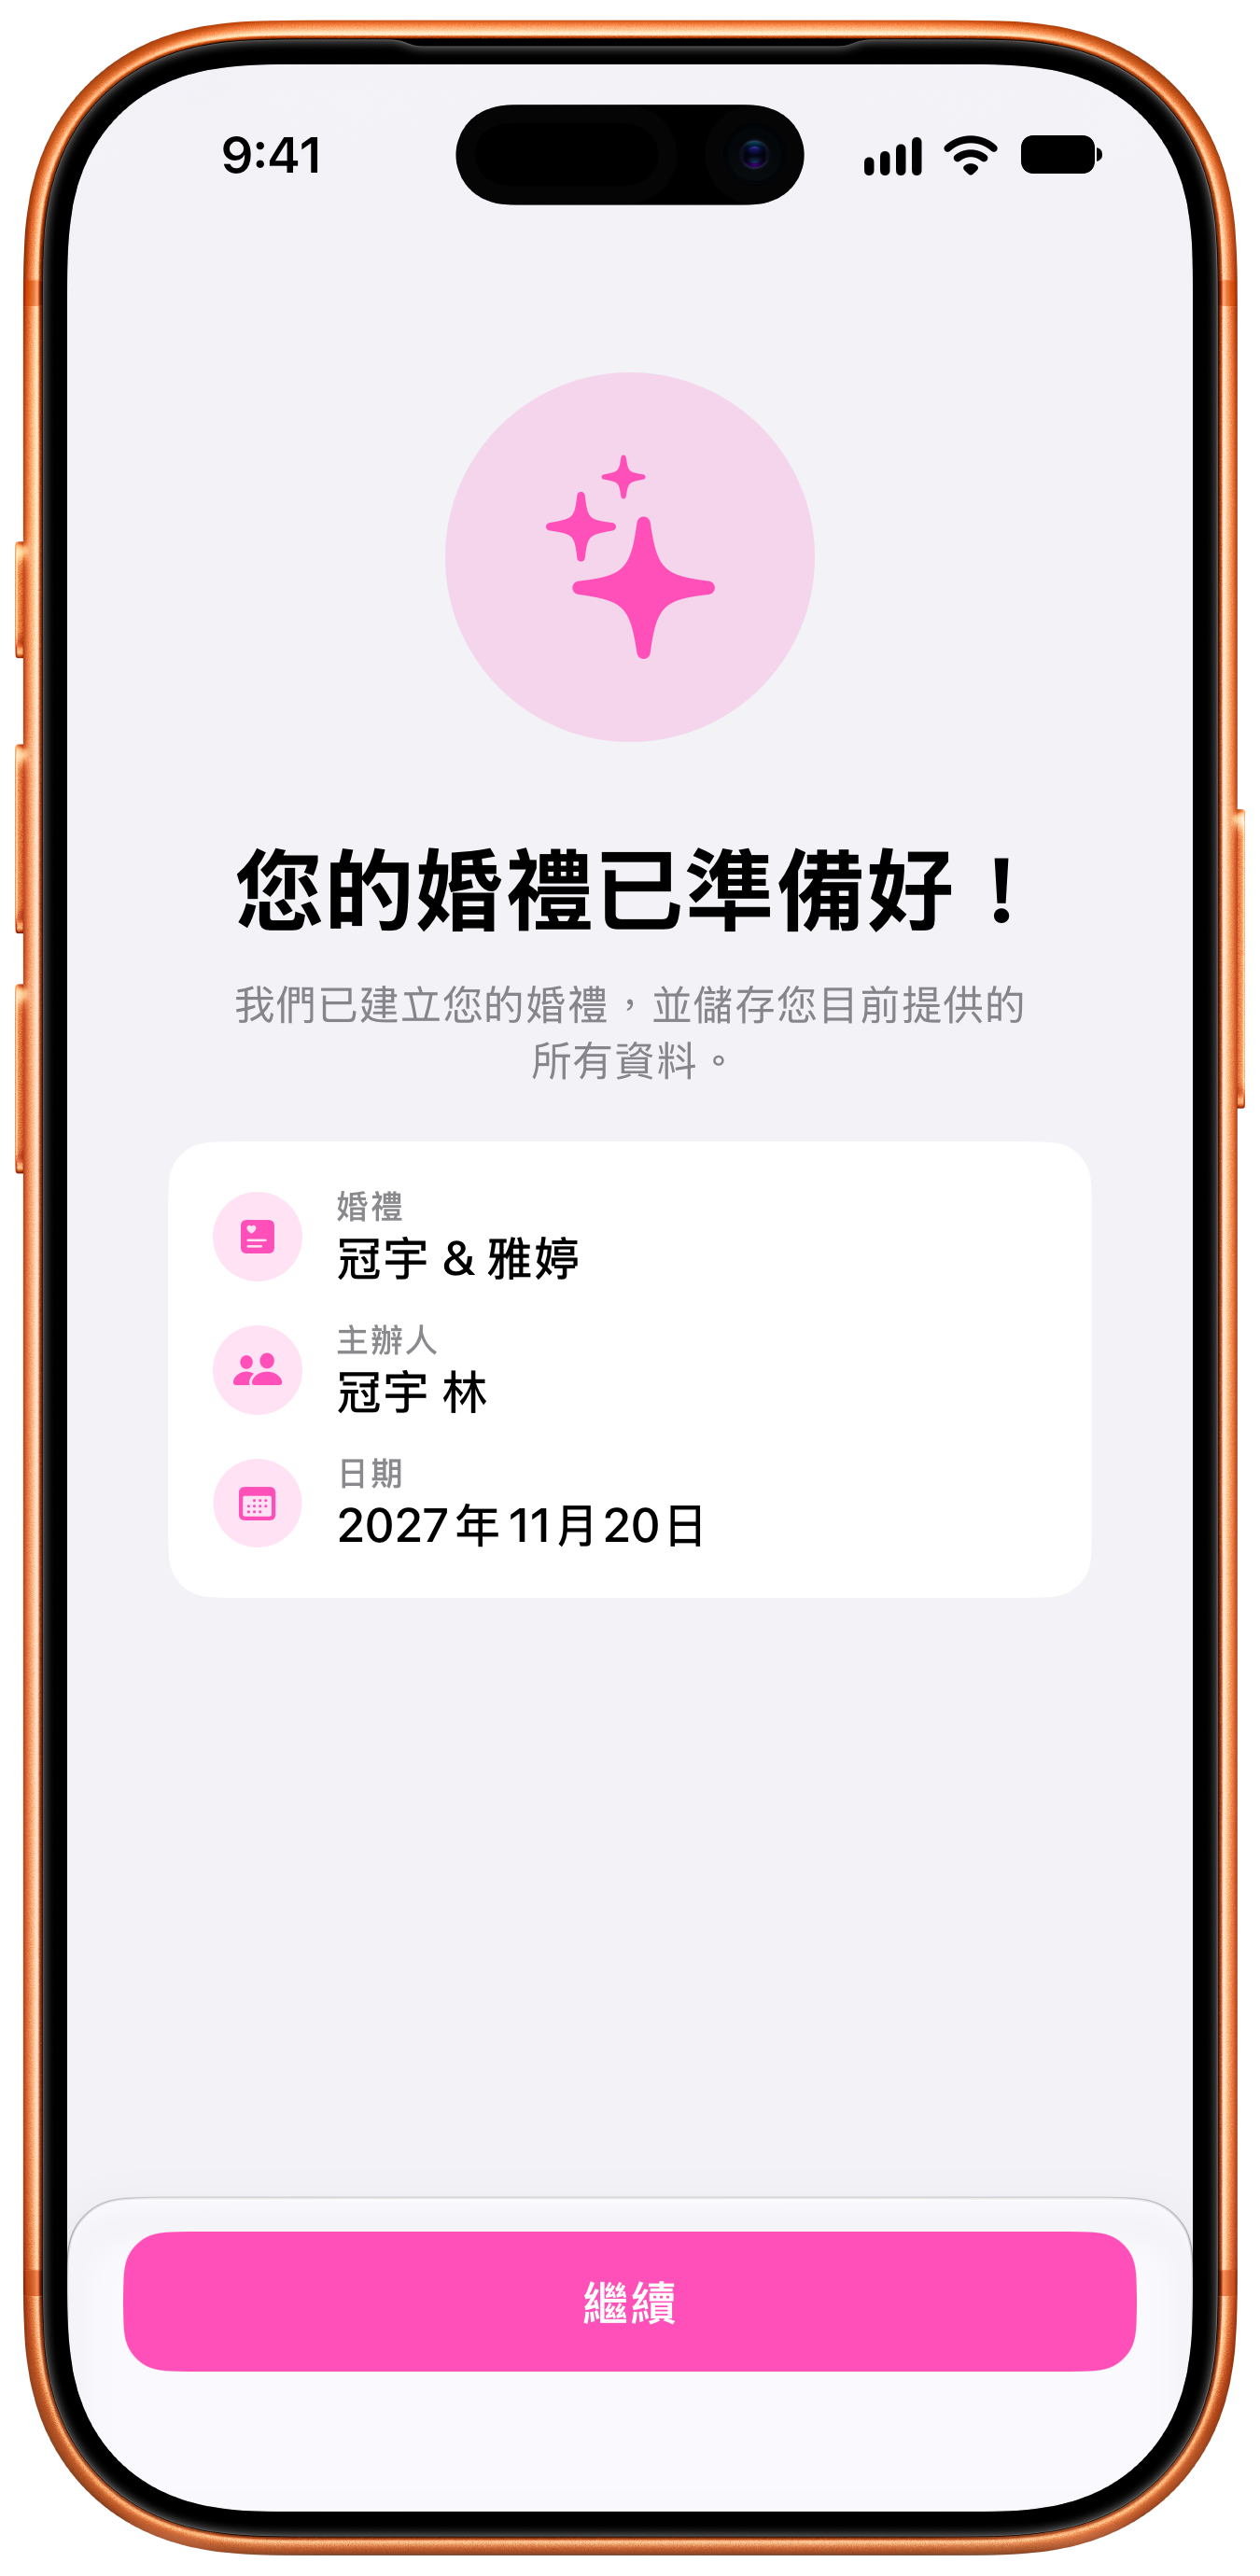 9:41
您的婚禮已準備好！
我們已建立您的婚禮，並儲存您目前提供的
所有資料。
婚禮
冠宇 & 雅婷
主辦人
冠宇 林
日期
2027年11月20日
繼續